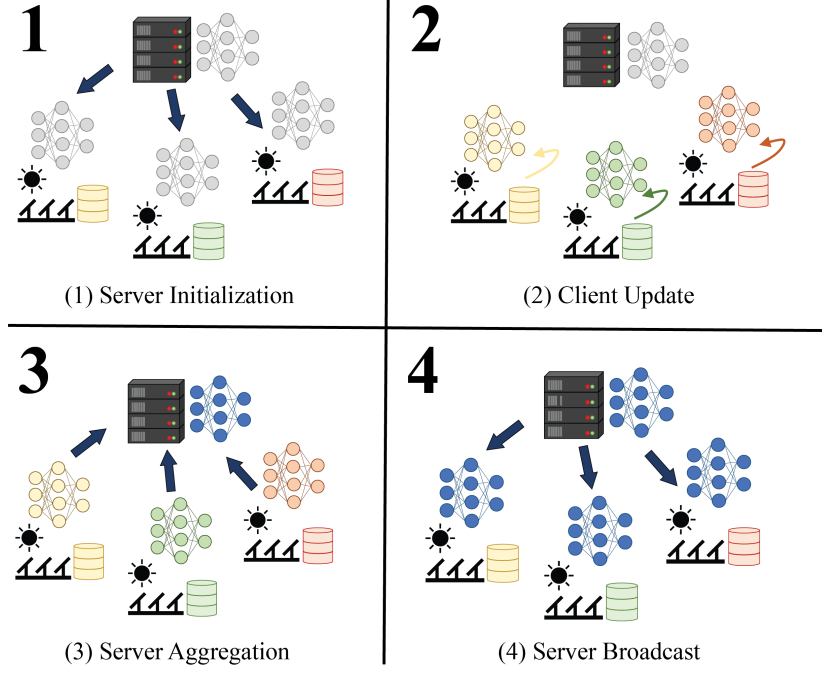 1
(1) Server Initialization
2
(2) Client Update
3
(3) Server Aggregation
4
(4) Server Broadcast